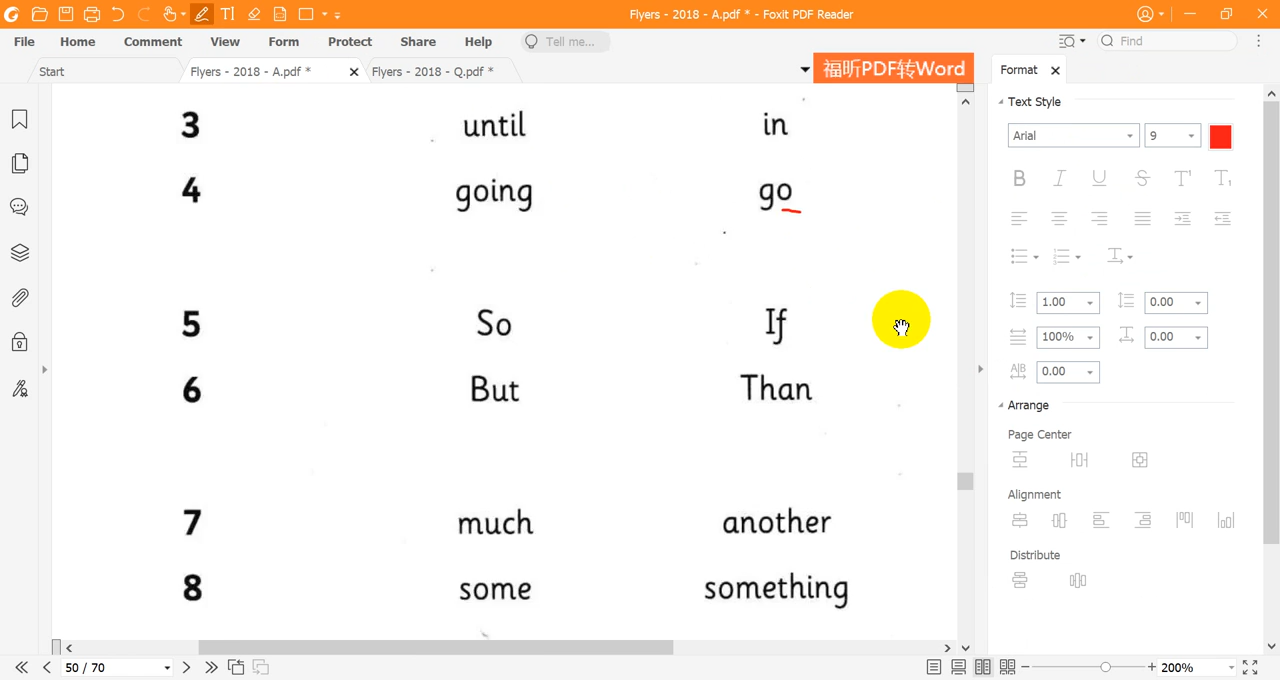 Flyers - 2018 - A.pdf * - Foxit PDF Reader
File Home Comment View Form Protect Share Help Tell me... Find
Start Flyers - 2018 - A.pdf * Flyers - 2018 - Q.pdf * 福昕PDF转Word Format
Text Style
Arial 9
3 until in
4 going go
5 So If
6 But Than
7 much another
8 some something
1.00 0.00
100% 0.00
0.00
Arrange
Page Center
Alignment
Distribute
50 / 70 200%